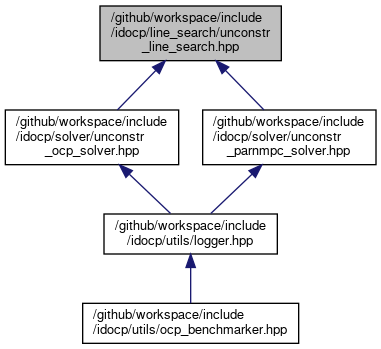 /github/workspace/include
/idocp/line_search/unconstr
_line_search.hpp
/github/workspace/include
/idocp/solver/unconstr
_ocp_solver.hpp
/github/workspace/include
/idocp/solver/unconstr
_parnmpc_solver.hpp
/github/workspace/include
/idocp/utils/logger.hpp
/github/workspace/include
/idocp/utils/ocp_benchmarker.hpp